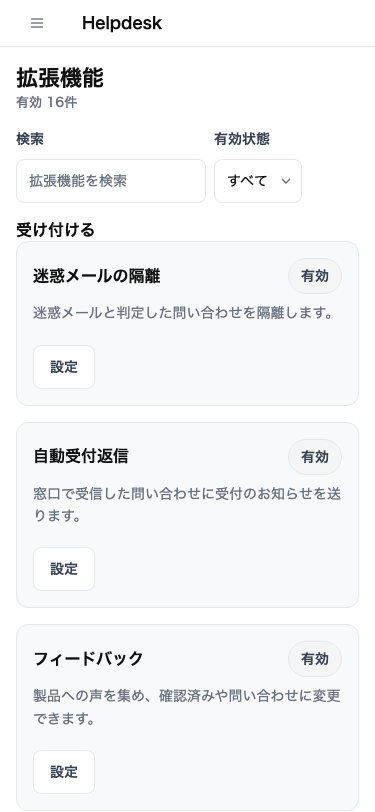 Helpdesk
拡張機能
有効 16件
検索
有効状態
拡張機能を検索
すべて
受け付ける
迷惑メールの隔離
有効
迷惑メールと判定した問い合わせを隔離します。
設定
自動受付返信
有効
窓口で受信した問い合わせに受付のお知らせを送
ります。
設定
フィードバック
有効
製品への声を集め、確認済みや問い合わせに変更
できます。
設定